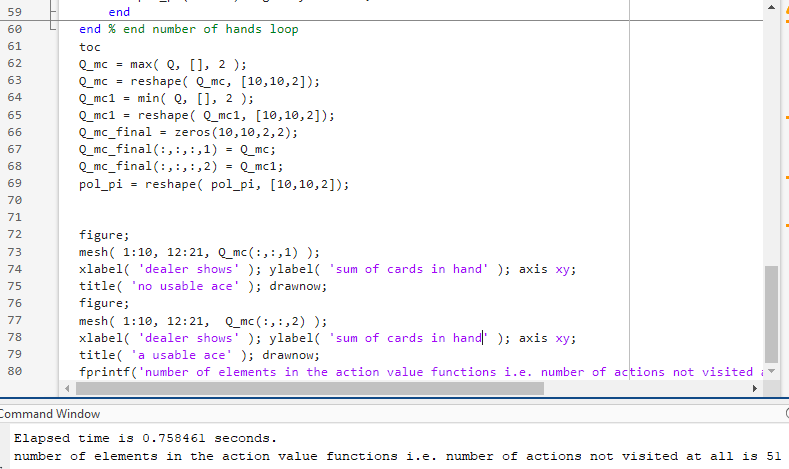 59 end
60 end % end number of hands loop
61 toc
62 Q_mc = max( Q, [], 2 );
63 Q_mc = reshape( Q_mc, [10,10,2]);
64 Q_mc1 = min( Q, [], 2 );
65 Q_mc1 = reshape( Q_mc1, [10,10,2]);
66 Q_mc_final = zeros(10,10,2,2);
67 Q_mc_final(:,:,:,1) = Q_mc;
68 Q_mc_final(:,:,:,2) = Q_mc1;
69 pol_pi = reshape( pol_pi, [10,10,2]);
70
71
72 figure;
73 mesh( 1:10, 12:21, Q_mc(:,:,1) );
74 xlabel( 'dealer shows' ); ylabel( 'sum of cards in hand' ); axis xy;
75 title( 'no usable ace' ); drawnow;
76 figure;
77 mesh( 1:10, 12:21,  Q_mc(:,:,2) );
78 xlabel( 'dealer shows' ); ylabel( 'sum of cards in hand' ); axis xy;
79 title( 'a usable ace' ); drawnow;
80 fprintf('number of elements in the action value functions i.e. number of actions not visited
Command Window
Elapsed time is 0.758461 seconds.
number of elements in the action value functions i.e. number of actions not visited at all is 51